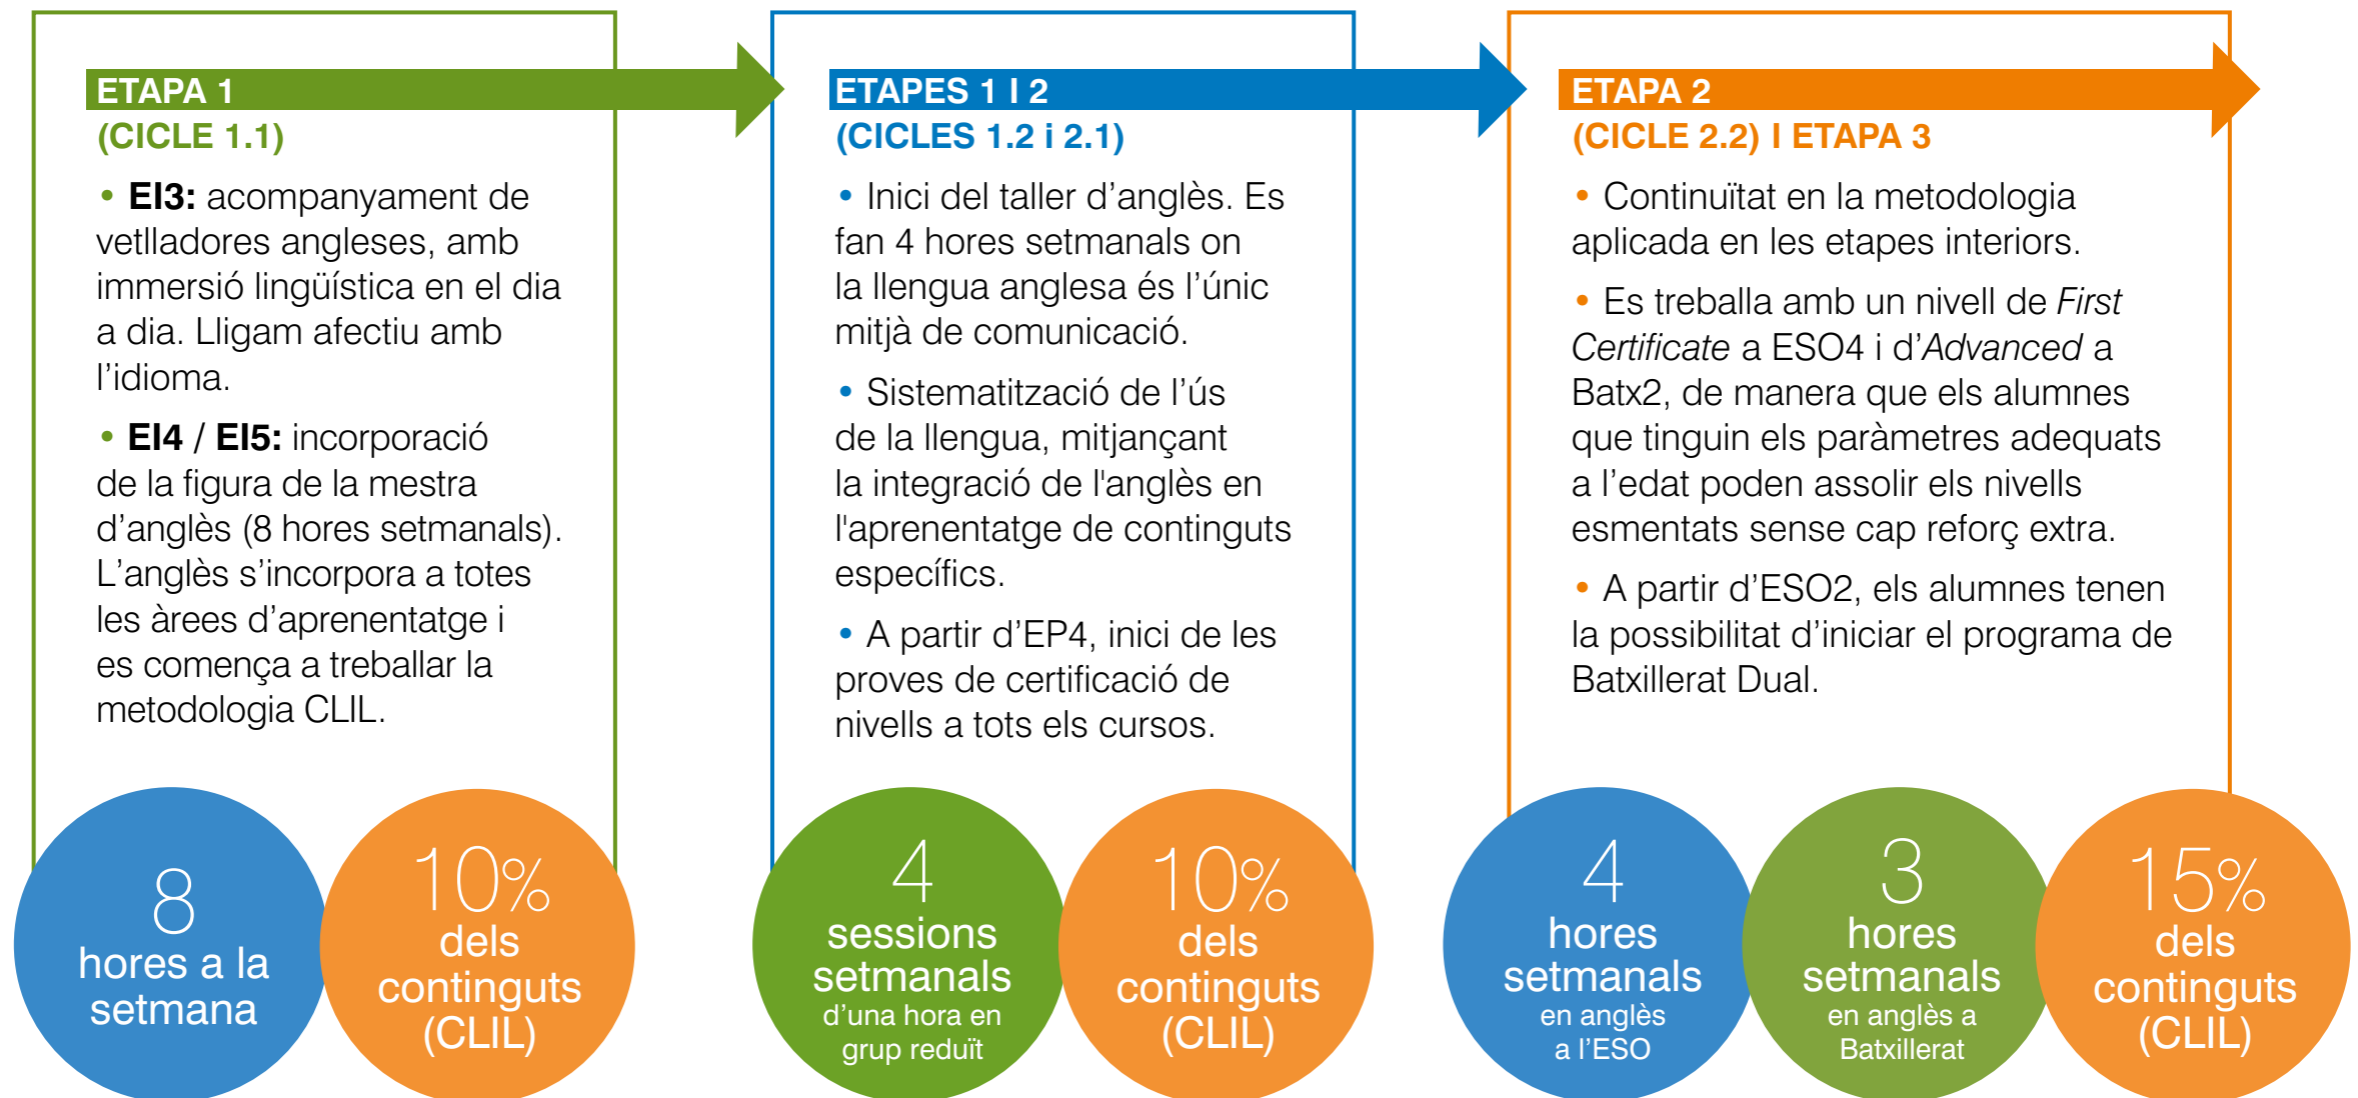 ETAPA 1
(CICLE 1.1)
• EI3: acompanyament de
vetlladores angleses, amb
immersió lingüística en el dia
a dia. Lligam afectiu amb
l’idioma.
• EI4 / EI5: incorporació
de la figura de la mestra
d’anglès (8 hores setmanals).
L’anglès s’incorpora a totes
les àrees d’aprenentatge i
es comença a treballar la
metodologia CLIL.
8
hores a la
setmana
10%
dels
continguts
(CLIL)
ETAPES 1 I 2
(CICLES 1.2 i 2.1)
• Inici del taller d’anglès. Es
fan 4 hores setmanals on
la llengua anglesa és l’únic
mitjà de comunicació.
• Sistematització de l’ús
de la llengua, mitjançant
la integració de l'anglès en
l'aprenentatge de continguts
específics.
• A partir d’EP4, inici de les
proves de certificació de
nivells a tots els cursos.
4
sessions
setmanals
d’una hora en
grup reduït
10%
dels
continguts
(CLIL)
ETAPA 2
(CICLE 2.2) I ETAPA 3
• Continuïtat en la metodologia
aplicada en les etapes interiors.
• Es treballa amb un nivell de First
Certificate a ESO4 i d’Advanced a
Batx2, de manera que els alumnes
que tinguin els paràmetres adequats
a l’edat poden assolir els nivells
esmentats sense cap reforç extra.
• A partir d’ESO2, els alumnes tenen
la possibilitat d’iniciar el programa de
Batxillerat Dual.
4
hores
setmanals
en anglès
a l’ESO
3
hores
setmanals
en anglès a
Batxillerat
15%
dels
continguts
(CLIL)